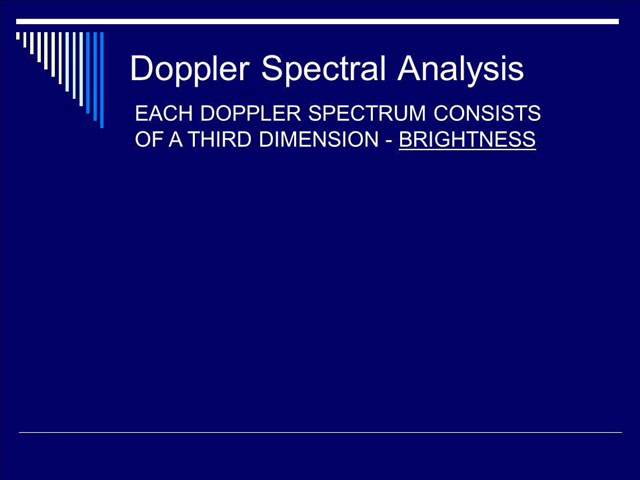 Doppler Spectral Analysis
EACH DOPPLER SPECTRUM CONSISTS
OF A THIRD DIMENSION - BRIGHTNESS